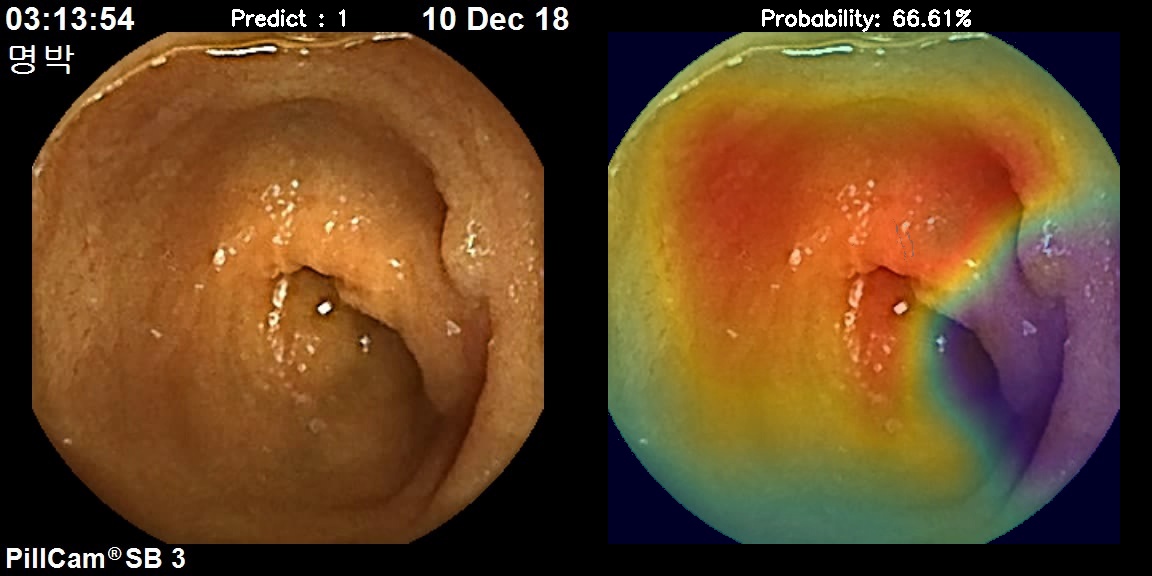 03:13:54
Predict : 1
10 Dec 18
Probability: 66.61%
명박
PillCam® SB 3